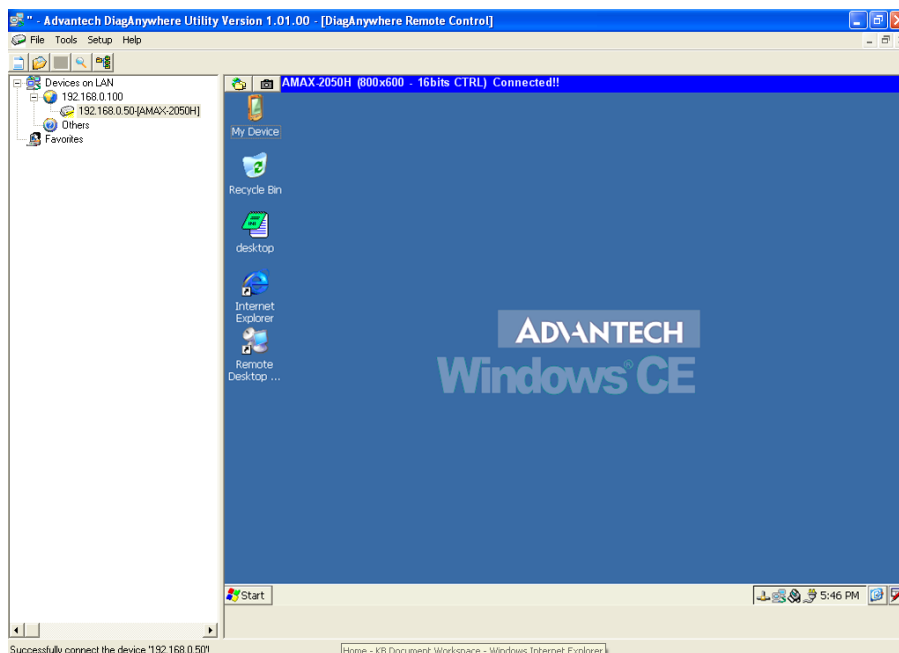 " - Advantech DiagAnywhere Utility Version 1.01.00 - [DiagAnywhere Remote Control]
File Tools Setup Help
Devices on LAN
192.168.0.100
192.168.0.50-[AMAX-2050H]
Others
Favorites
AMAX-2050H (800x600 - 16bits CTRL) Connected!!
My Device
Recycle Bin
desktop
Internet
Explorer
Remote
Desktop ...
ADVANTECH
Windows® CE
Start
5:46 PM
Successfully connect the device '192.168.0.50'!
Home - KB Document Workspace - Windows Internet Explorer